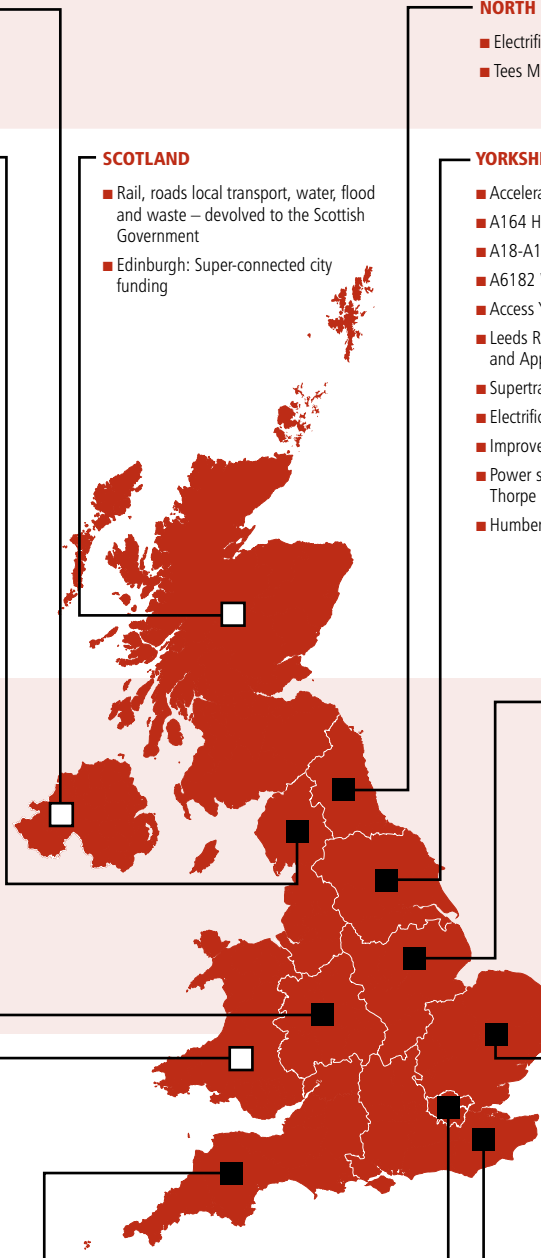 NORTH
■ Electrifi
■ Tees M
SCOTLAND
■ Rail, roads local transport, water, flood
and waste – devolved to the Scottish
Government
■ Edinburgh: Super-connected city
funding
YORKSHI
■ Accelera
■ A164 H
■ A18-A1
■ A6182
■ Access Y
■ Leeds R
and App
■ Supertra
■ Electrific
■ Improve
■ Power s
Thorpe
■ Humber